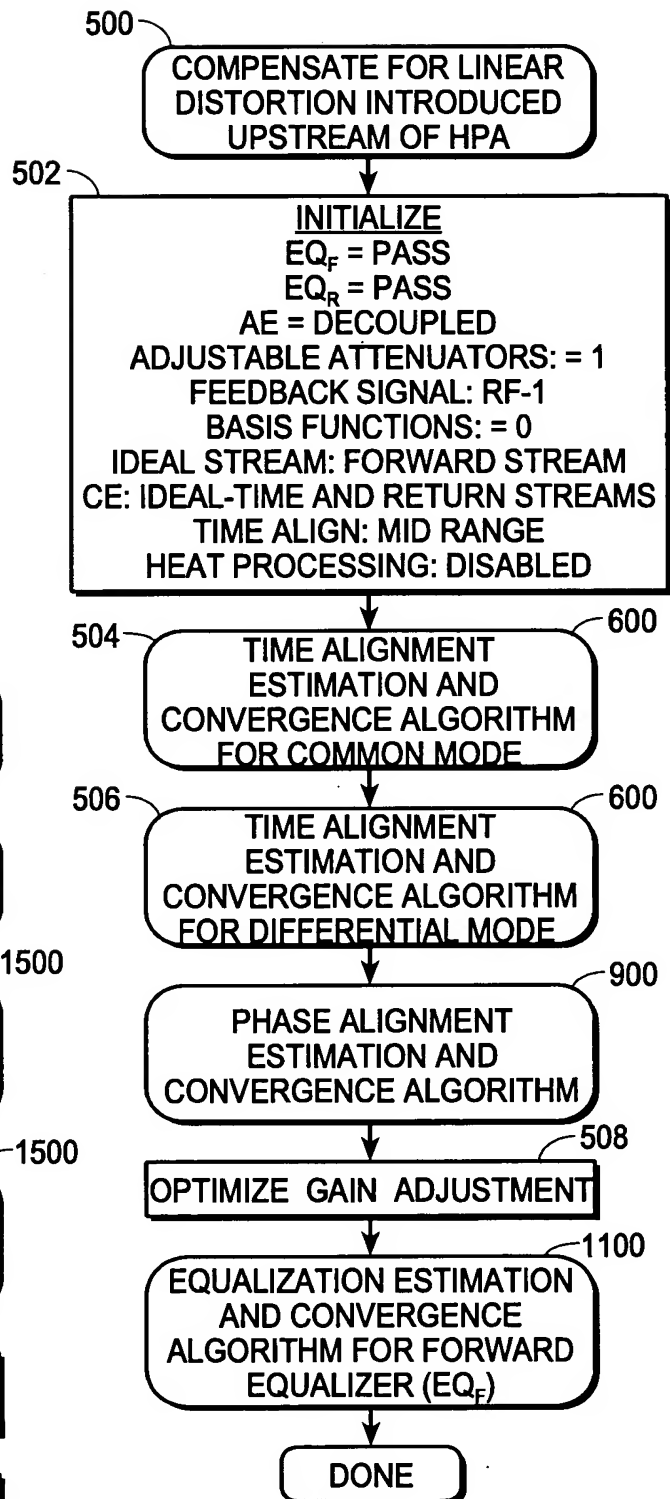 500
COMPENSATE FOR LINEAR
DISTORTION INTRODUCED
UPSTREAM OF HPA
502
INITIALIZE
EQF = PASS
EQR = PASS
AE = DECOUPLED
ADJUSTABLE ATTENUATORS: = 1
FEEDBACK SIGNAL: RF-1
BASIS FUNCTIONS: = 0
IDEAL STREAM: FORWARD STREAM
CE: IDEAL-TIME AND RETURN STREAMS
TIME ALIGN: MID RANGE
HEAT PROCESSING: DISABLED
504
600
TIME ALIGNMENT
ESTIMATION AND
CONVERGENCE ALGORITHM
FOR COMMON MODE
506
600
TIME ALIGNMENT
ESTIMATION AND
CONVERGENCE ALGORITHM
FOR DIFFERENTIAL MODE
1500
900
PHASE ALIGNMENT
ESTIMATION AND
CONVERGENCE ALGORITHM
1500
508
OPTIMIZE GAIN ADJUSTMENT
1100
EQUALIZATION ESTIMATION
AND CONVERGENCE
ALGORITHM FOR FORWARD
EQUALIZER (EQF)
DONE